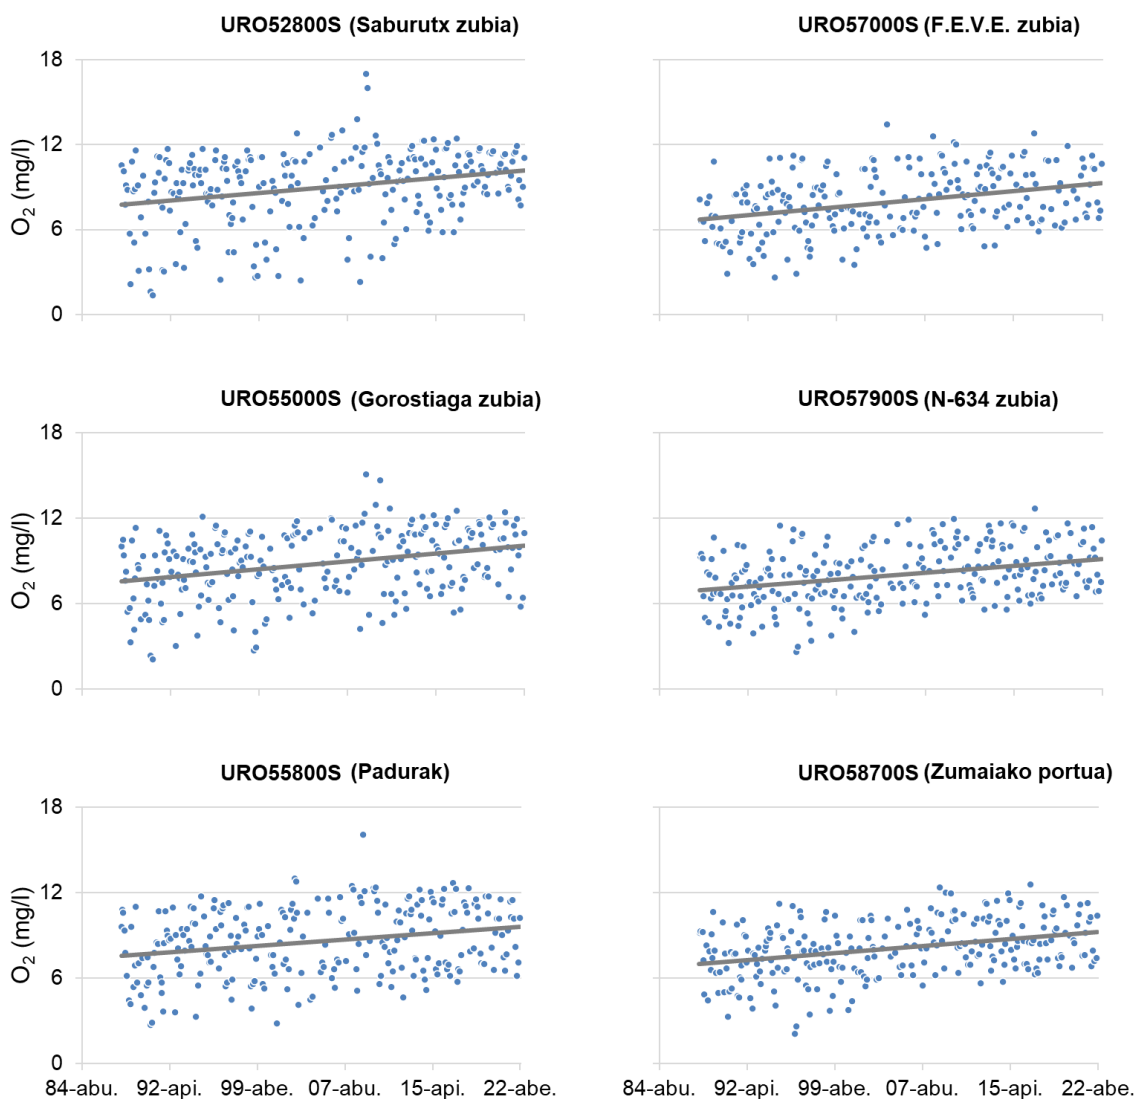 URO52800S (Saburutx zubia)
URO57000S (F.E.V.E. zubia)
18
12
6
0
O₂ (mg/l)
URO55000S (Gorostiaga zubia)
URO57900S (N-634 zubia)
18
12
6
0
O₂ (mg/l)
URO55800S (Padurak)
URO58700S (Zumaiako portua)
18
12
6
0
O₂ (mg/l)
84-abu. 92-api. 99-abe. 07-abu. 15-api. 22-abe.
84-abu. 92-api. 99-abe. 07-abu. 15-api. 22-abe.